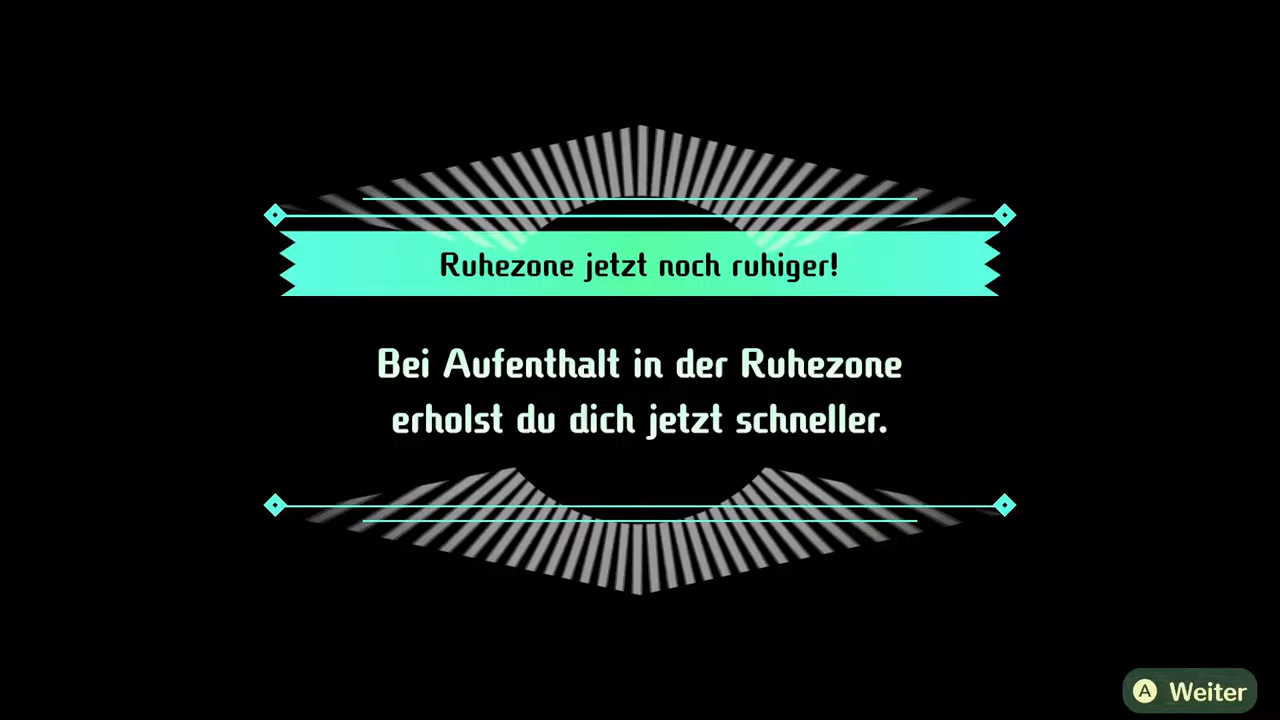 Ruhezone jetzt noch ruhiger!
Bei Aufenthalt in der Ruhezone
erholst du dich jetzt schneller.
A Weiter